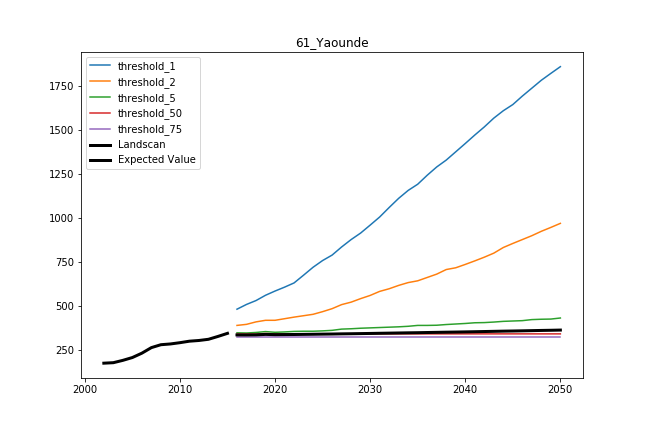 61_Yaounde
threshold_1
threshold_2
threshold_5
threshold_50
threshold_75
Landscan
Expected Value
1750
1500
1250
1000
750
500
250
2000
2010
2020
2030
2040
2050